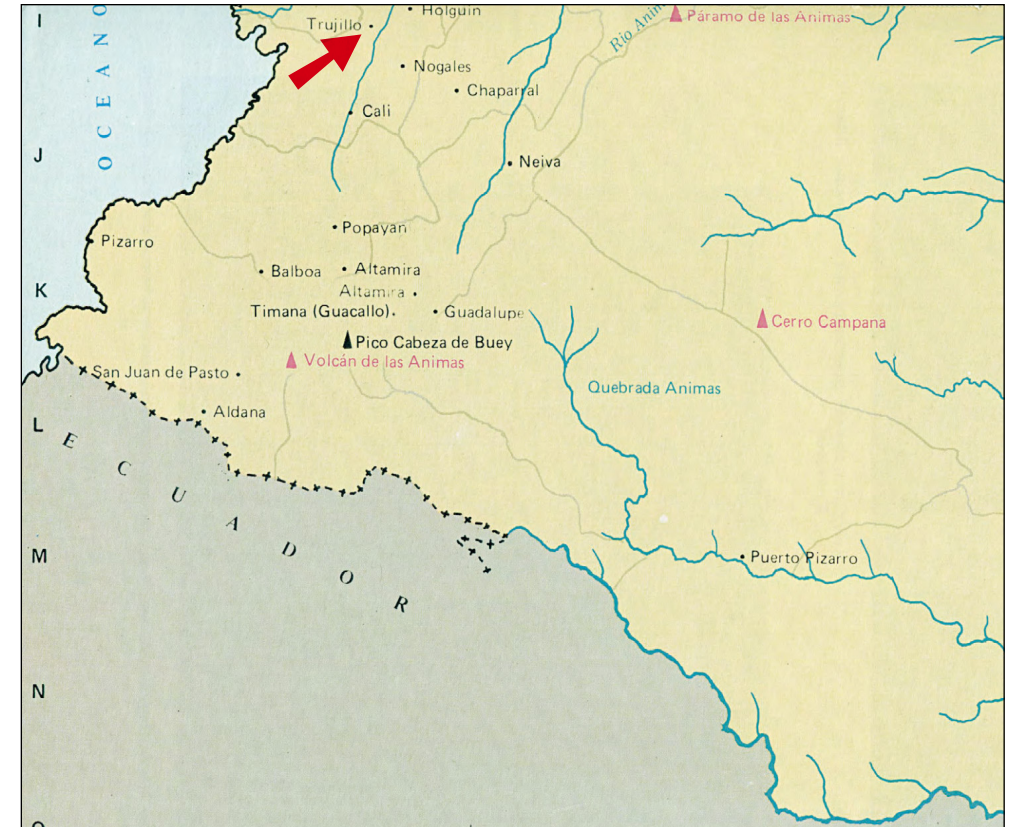 I
J
K
L
M
N
OCEANO
Trujillo
Holguin
Páramo de las Animas
Nogales
Chaparral
Cali
Neiva
Pizarro
Popayan
Balboa
Altamira
Altamira
Timana (Guacallo).
Guadalupe
Pico Cabeza de Buey
Volcán de las Animas
Cerro Campana
San Juan de Pasto
Quebrada Animas
Aldana
ECUADOR
Puerto Pizarro